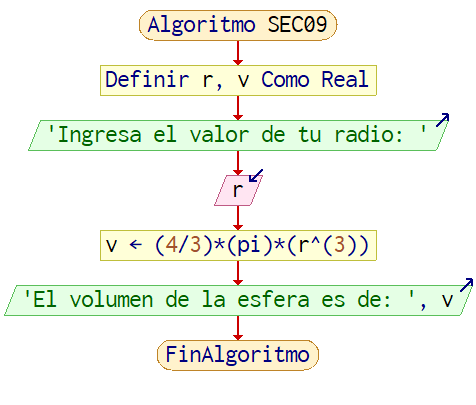 Algoritmo SEC09
Definir r, v Como Real
'Ingresa el valor de tu radio: '
r
v ← (4/3)*(pi)*(r^(3))
'El volumen de la esfera es de: ', v
FinAlgoritmo